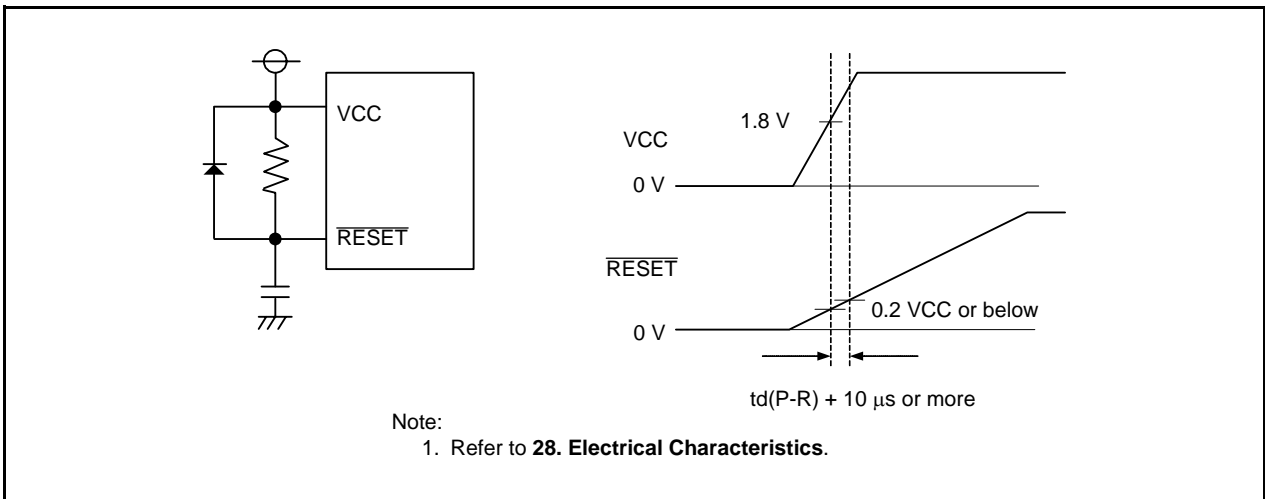 VCC
RESET
1.8 V
VCC
0 V
RESET
0.2 VCC or below
0 V
td(P-R) + 10 μs or more
Note:
1. Refer to 28. Electrical Characteristics.